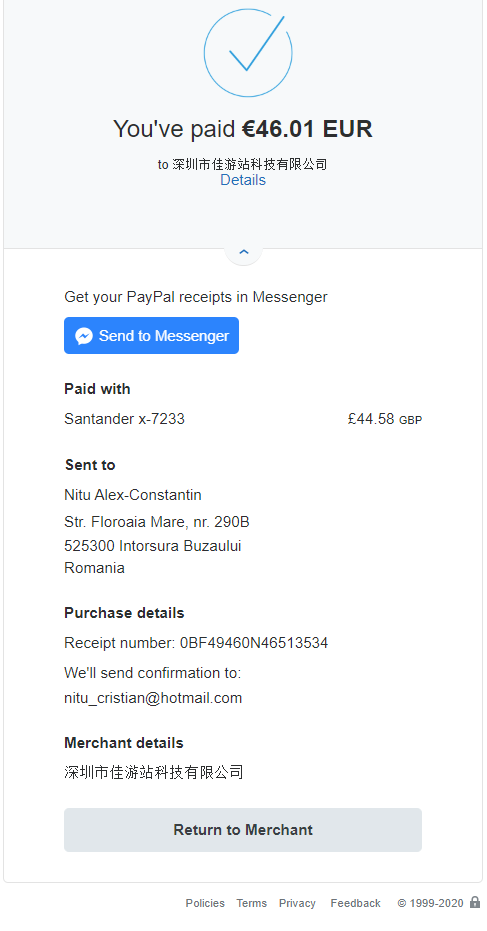 You've paid €46.01 EUR
to 深圳市佳游站科技有限公司
Details
Get your PayPal receipts in Messenger
Send to Messenger
Paid with
Santander x-7233 £44.58 GBP
Sent to
Nitu Alex-Constantin
Str. Floroaia Mare, nr. 290B
525300 Intorsura Buzaului
Romania
Purchase details
Receipt number: 0BF49460N46513534
We'll send confirmation to:
nitu_cristian@hotmail.com
Merchant details
深圳市佳游站科技有限公司
Return to Merchant
Policies Terms Privacy Feedback © 1999-2020